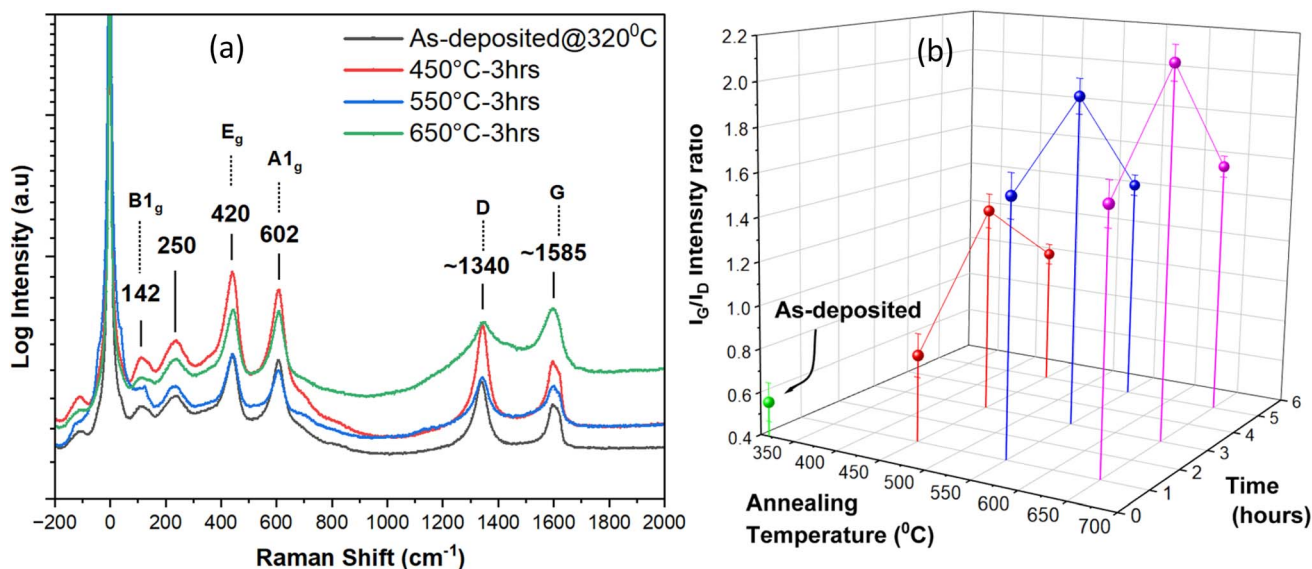 (a)
As-deposited@320⁰C
450°C-3hrs
550°C-3hrs
650°C-3hrs
B1g
142
250
Eg
420
A1g
602
D
~1340
G
~1585
Log Intensity (a.u)
−200 0 200 400 600 800 1000 1200 1400 1600 1800 2000
Raman Shift (cm⁻¹)
(b)
2.2
2.0
1.8
1.6
1.4
1.2
1.0
0.8
0.6
0.4
IG/ID Intensity ratio
As-deposited
350 400 450 500 550 600 650 700
Annealing
Temperature (⁰C)
0 1 2 3 4 5 6
Time
(hours)